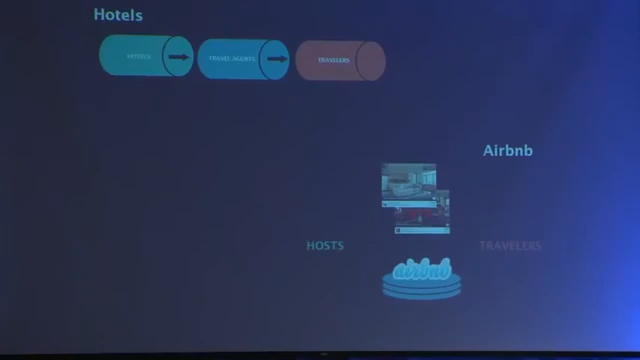 Hotels
HOTELS
TRAVEL AGENTS
TRAVELERS
Airbnb
HOSTS
TRAVELERS
airbnb